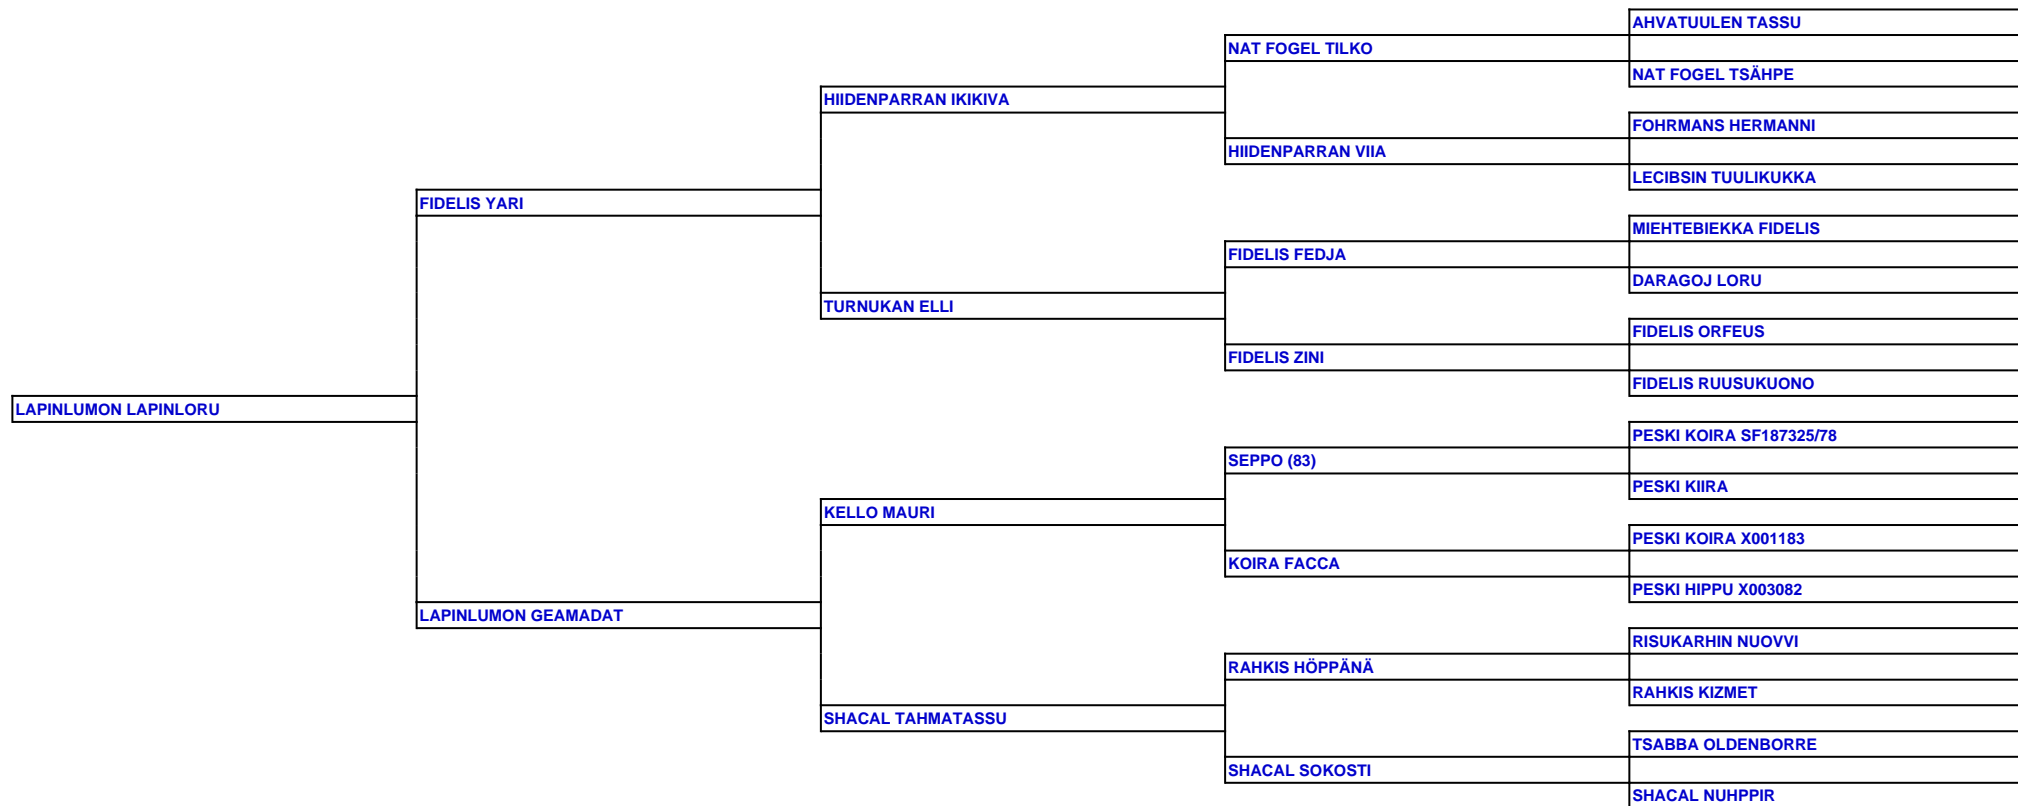 AHVATUULEN TASSU
NAT FOGEL TILKO
NAT FOGEL TSÄHPE
HIIDENPARRAN IKIKIVA
FOHRMANS HERMANNI
HIIDENPARRAN VIIA
LECIBSIN TUULIKUKKA
FIDELIS YARI
MIEHTEBIEKKA FIDELIS
FIDELIS FEDJA
DARAGOJ LORU
TURNUKAN ELLI
FIDELIS ORFEUS
FIDELIS ZINI
FIDELIS RUUSUKUONO
LAPINLUMON LAPINLORU
PESKI KOIRA SF187325/78
SEPPO (83)
PESKI KIIRA
KELLO MAURI
PESKI KOIRA X001183
KOIRA FACCA
PESKI HIPPU X003082
LAPINLUMON GEAMADAT
RISUKARHIN NUOVVI
RAHKIS HÖPPÄNÄ
RAHKIS KIZMET
SHACAL TAHMATASSU
TSABBA OLDENBORRE
SHACAL SOKOSTI
SHACAL NUHPPIR